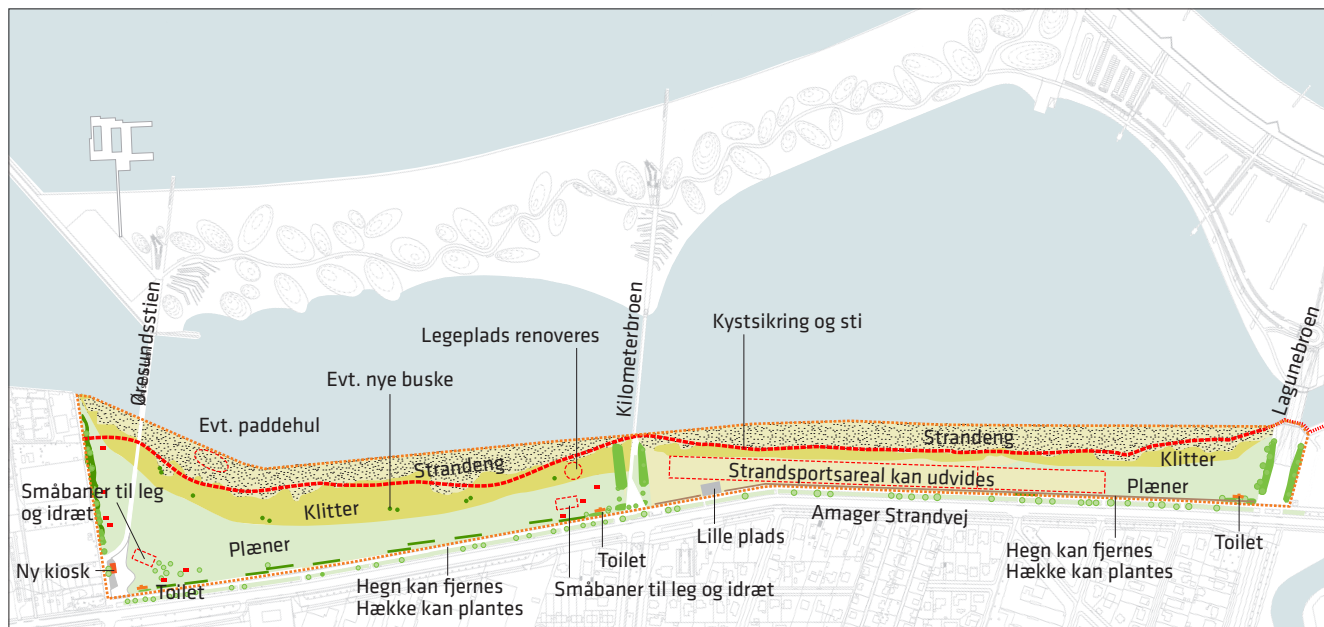 Øresundsstien
Kilometerbroen
Lagunebroen
Legeplads renoveres
Kystsikring og sti
Evt. nye buske
Evt. paddehul
Strandeng
Strandeng
Klitter
Klitter
Strandsportsareal kan udvides
Plæner
Plæner
Småbaner til leg
og idræt
Ny kiosk
Toilet
Hegn kan fjernes
Hække kan plantes
Toilet
Småbaner til leg og idræt
Lille plads
Amager Strandvej
Hegn kan fjernes
Hække kan plantes
Toilet